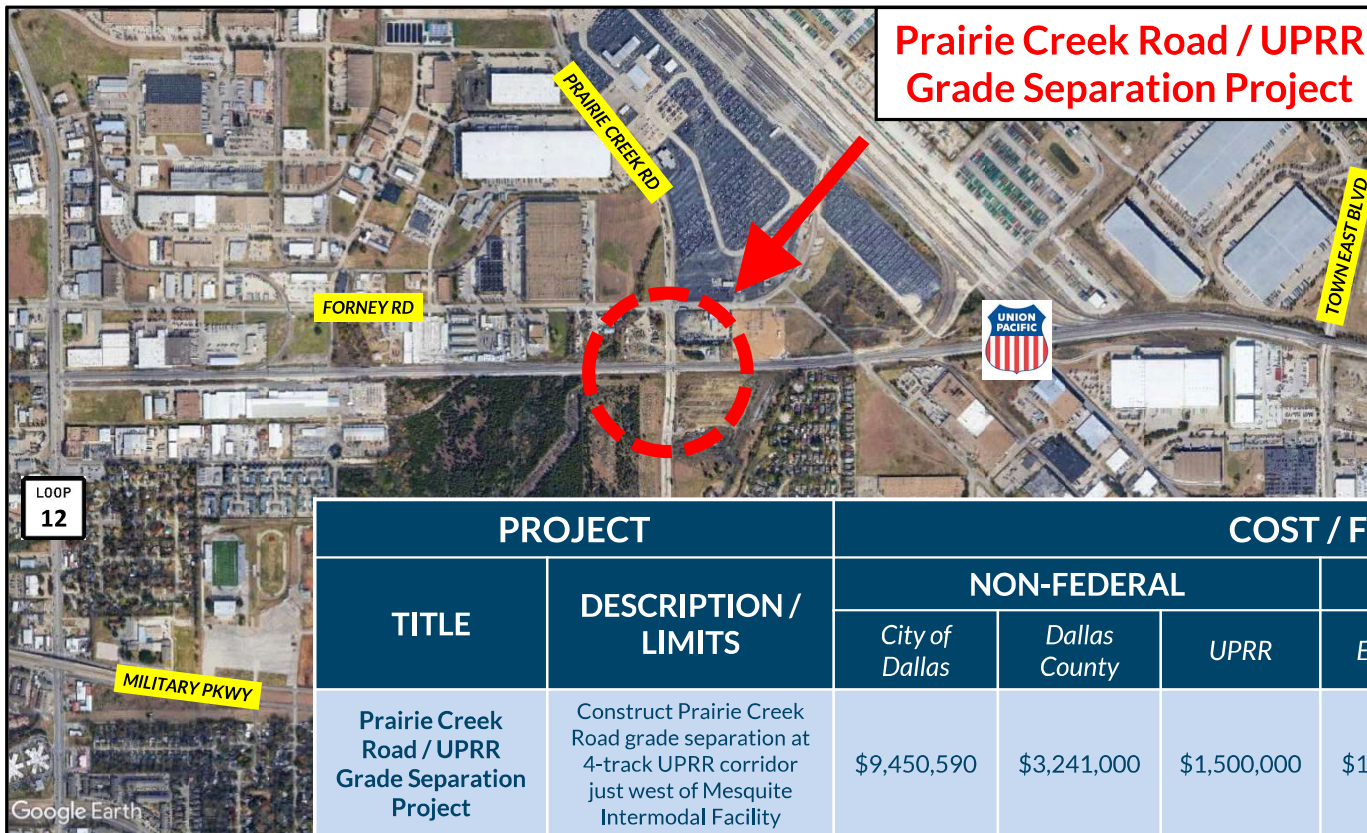 Prairie Creek Road / UPRR
Grade Separation Project
PRAIRIE CREEK RD
TOWN EAST BLVD
FORNEY RD
UNION
PACIFIC
LOOP
12
MILITARY PKWY
Google Earth
PROJECT
COST / F
TITLE
DESCRIPTION /
LIMITS
NON-FEDERAL
City of
Dallas
Dallas
County
UPRR
E
Prairie Creek
Road / UPRR
Grade Separation
Project
Construct Prairie Creek
Road grade separation at
4-track UPRR corridor
just west of Mesquite
Intermodal Facility
$9,450,590
$3,241,000
$1,500,000
$1